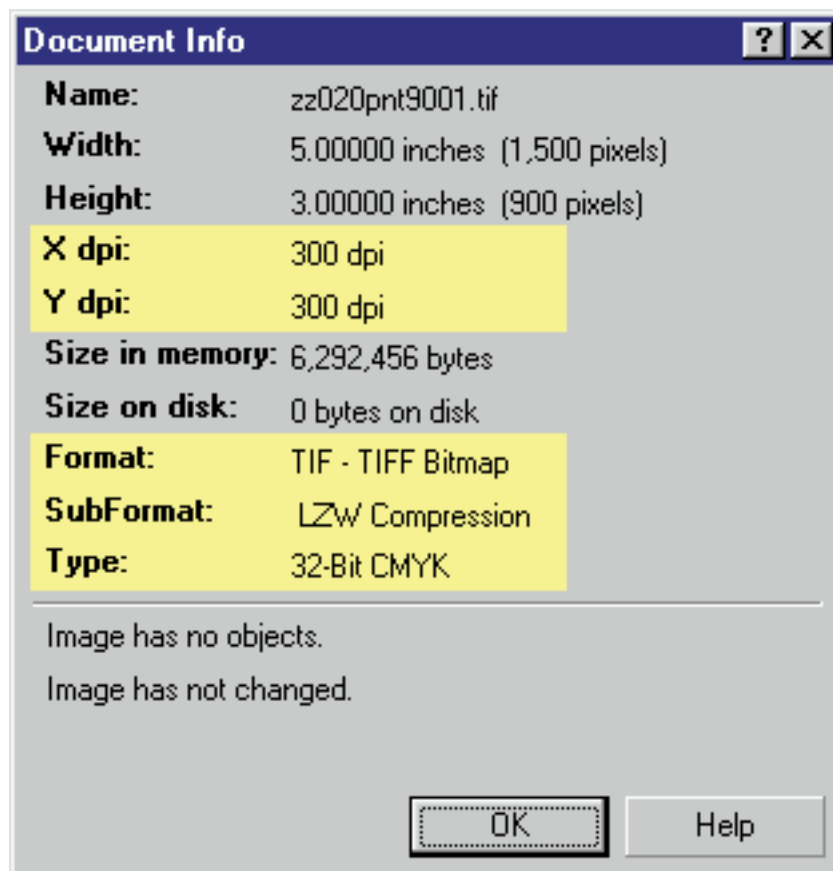 Document Info
Name: zz020pnt9001.tif
Width: 5.00000 inches (1,500 pixels)
Height: 3.00000 inches (900 pixels)
X dpi: 300 dpi
Y dpi: 300 dpi
Size in memory: 6,292,456 bytes
Size on disk: 0 bytes on disk
Format: TIF - TIFF Bitmap
SubFormat: LZW Compression
Type: 32-Bit CMYK
Image has no objects.
Image has not changed.
OK Help